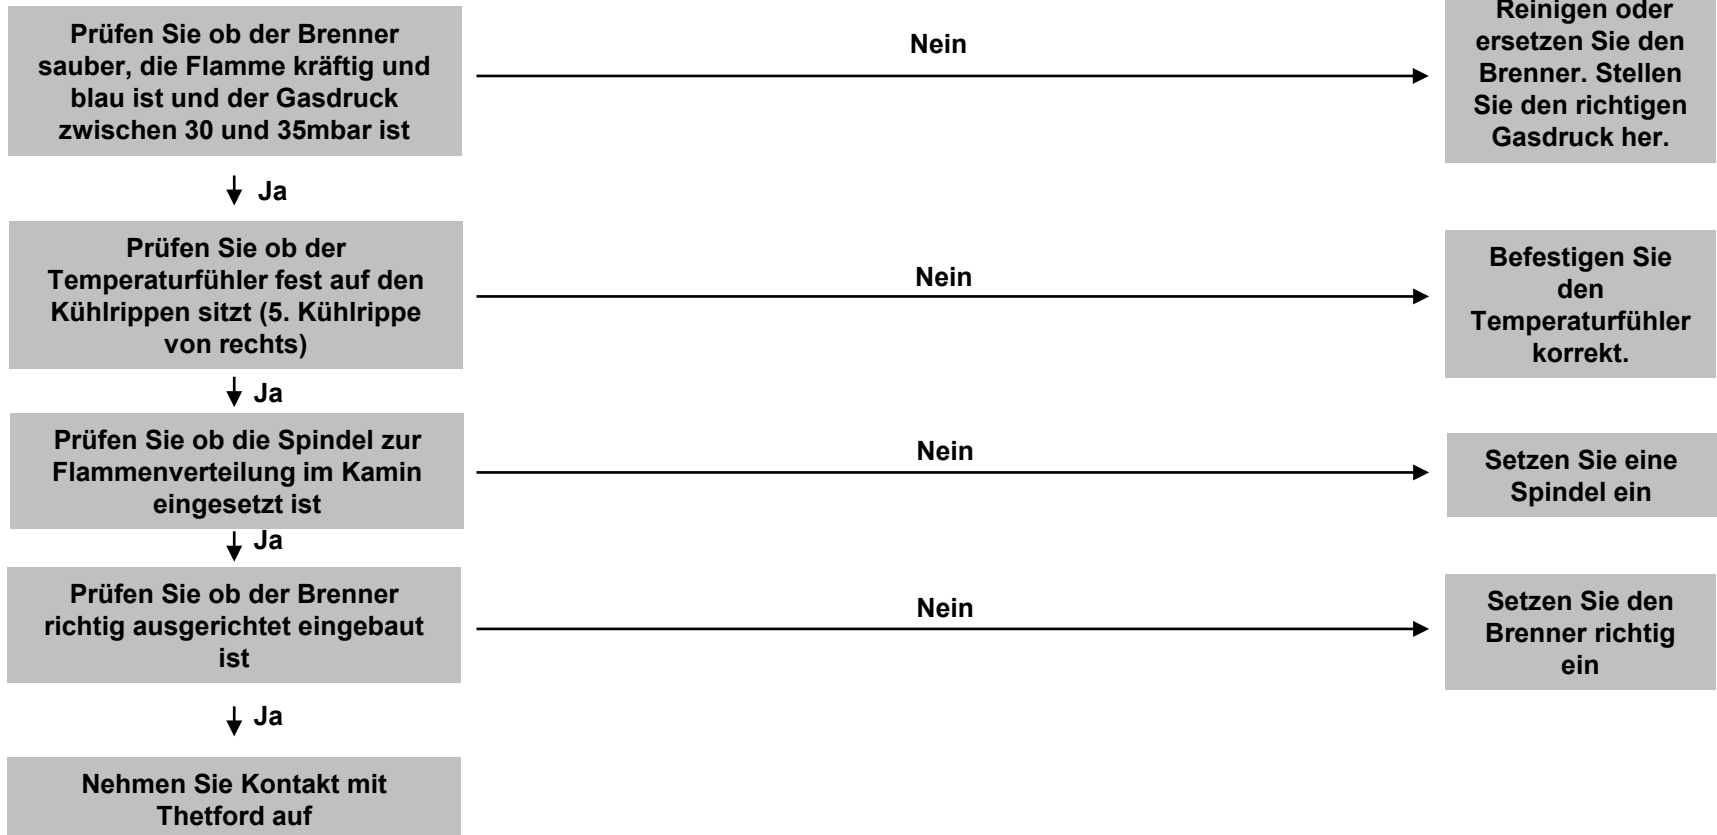 Prüfen Sie ob der Brenner
sauber, die Flamme kräftig und
blau ist und der Gasdruck
zwischen 30 und 35mbar ist
Nein
Reinigen oder
ersetzen Sie den
Brenner. Stellen
Sie den richtigen
Gasdruck her.
Ja
Prüfen Sie ob der
Temperaturfühler fest auf den
Kühlrippen sitzt (5. Kühlrippe
von rechts)
Nein
Befestigen Sie
den
Temperaturfühler
korrekt.
Ja
Prüfen Sie ob die Spindel zur
Flammenverteilung im Kamin
eingesetzt ist
Nein
Setzen Sie eine
Spindel ein
Ja
Prüfen Sie ob der Brenner
richtig ausgerichtet eingebaut
ist
Nein
Setzen Sie den
Brenner richtig
ein
Ja
Nehmen Sie Kontakt mit
Thetford auf